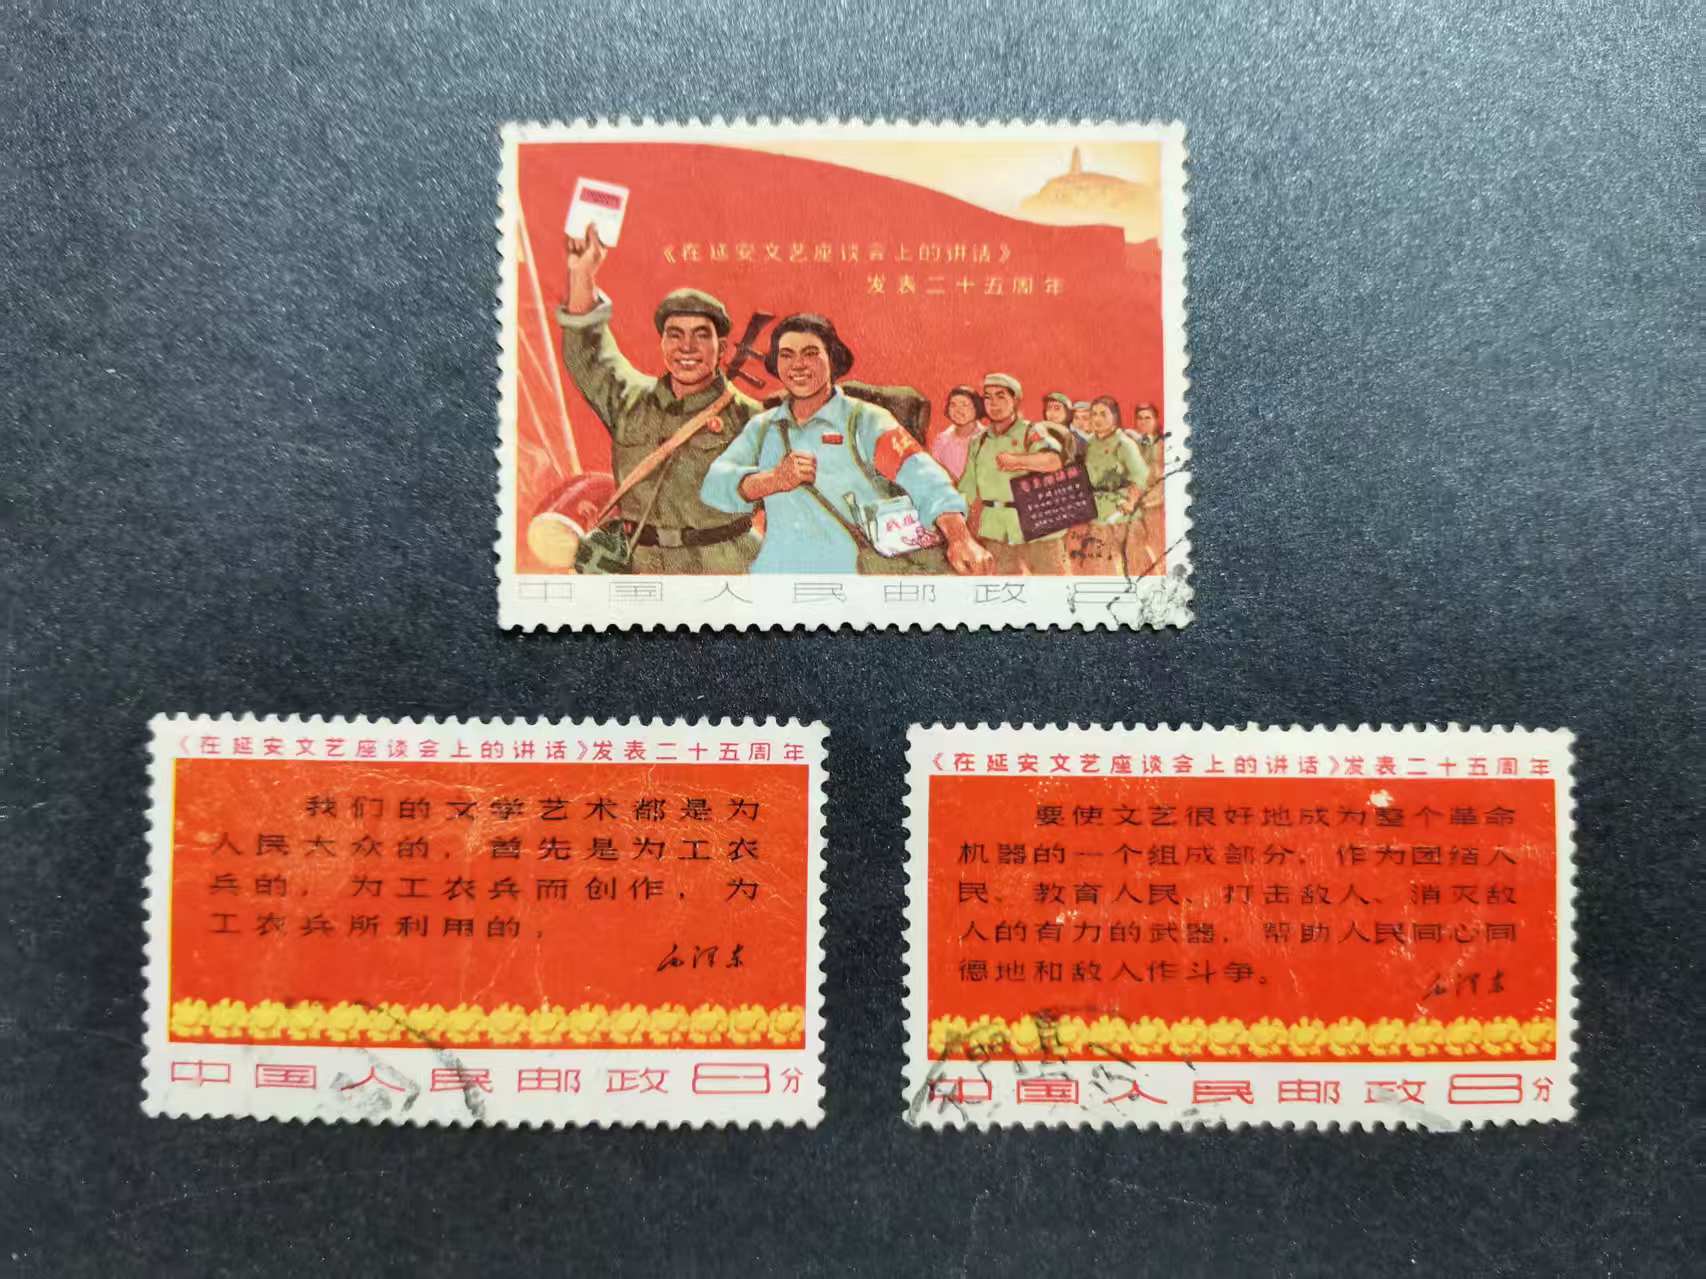 《在延安文艺座谈会上的讲话》
发表二十五周年
红
中国人民邮政 8分
《在延安文艺座谈会上的讲话》发表二十五周年
我们的文学艺术都是为
人民大众的，首先是为工农
兵的，为工农兵而创作，为
工农兵所利用的，
毛泽东
中国人民邮政 8分
《在延安文艺座谈会上的讲话》发表二十五周年
要使文艺很好地成为整个革命
机器的一个组成部分，作为团结人
民、教育人民、打击敌人、消灭敌
人的有力的武器，帮助人民同心同
德地和敌人作斗争。
毛泽东
中国人民邮政 8分